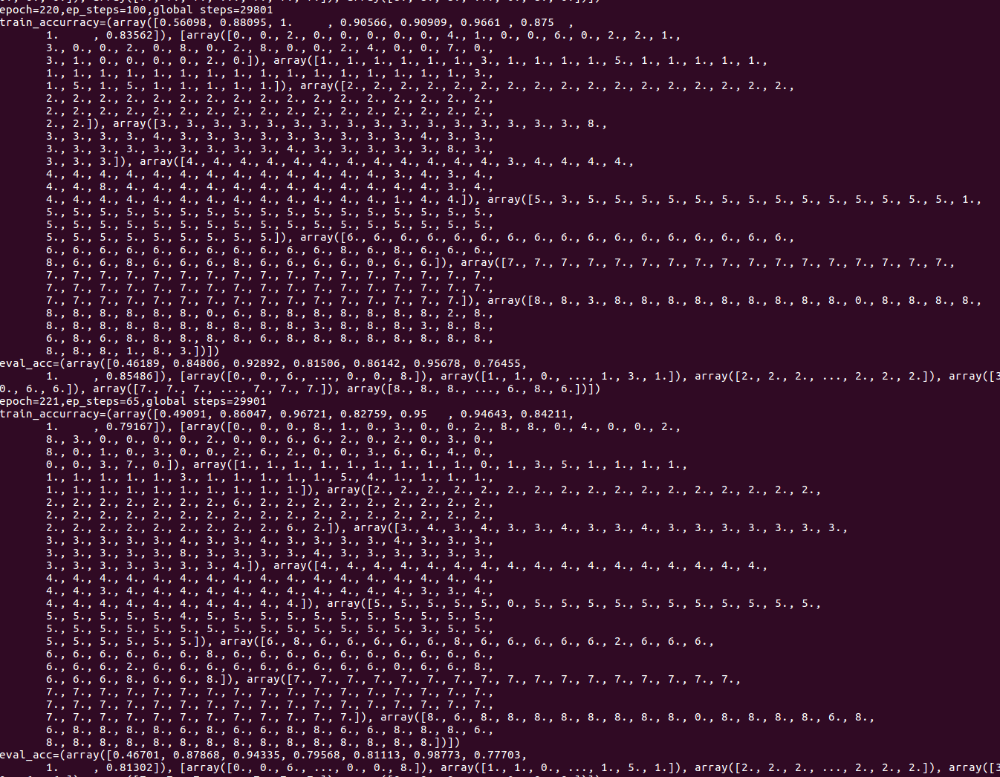 epoch=220,ep_steps=100,global steps=29801
train_accurracy=(array([0.56098, 0.88095, 1.     , 0.90566, 0.90909, 0.9661 , 0.875  ,
1.     , 0.83562]), [array([0., 0., 2., 0., 0., 0., 0., 0., 4., 1., 0., 0., 6., 0., 2., 2., 1.,
3., 0., 0., 2., 0., 8., 0., 2., 8., 0., 0., 2., 4., 0., 0., 7., 0.,
3., 1., 0., 0., 0., 0., 2., 0.]), array([1., 1., 1., 1., 1., 1., 3., 1., 1., 1., 1., 5., 1., 1., 1., 1., 1.,
1., 1., 1., 1., 1., 1., 1., 1., 1., 1., 1., 1., 1., 1., 1., 1., 3.,
1., 5., 1., 5., 1., 1., 1., 1., 1.]), array([2., 2., 2., 2., 2., 2., 2., 2., 2., 2., 2., 2., 2., 2., 2., 2., 2.,
2., 2., 2., 2., 2., 2., 2., 2., 2., 2., 2., 2., 2., 2., 2., 2., 2.,
2., 2., 2., 2., 2., 2., 2., 2., 2., 2., 2., 2., 2., 2., 2., 2., 2.,
2., 2.]), array([3., 3., 3., 3., 3., 3., 3., 3., 3., 3., 3., 3., 3., 3., 3., 3., 8.,
3., 3., 3., 3., 4., 3., 3., 3., 3., 3., 3., 3., 3., 3., 4., 3., 3.,
3., 3., 3., 3., 3., 3., 3., 3., 3., 4., 3., 3., 3., 3., 3., 8., 3.,
3., 3., 3.]), array([4., 4., 4., 4., 4., 4., 4., 4., 4., 4., 4., 4., 3., 4., 4., 4., 4.,
4., 4., 4., 4., 4., 4., 4., 4., 4., 4., 4., 4., 4., 3., 4., 3., 4.,
4., 4., 8., 4., 4., 4., 4., 4., 4., 4., 4., 4., 4., 4., 4., 3., 4.,
4., 4., 4., 4., 4., 4., 4., 4., 4., 4., 4., 4., 4., 1., 4., 4.]), array([5., 3., 5., 5., 5., 5., 5., 5., 5., 5., 5., 5., 5., 5., 5., 5., 1.,
5., 5., 5., 5., 5., 5., 5., 5., 5., 5., 5., 5., 5., 5., 5., 5., 5.,
5., 5., 5., 5., 5., 5., 5., 5., 5., 5., 5., 5., 5., 5., 5., 5., 5.,
5., 5., 5., 5., 5., 5., 5., 5., 5.]), array([6., 6., 6., 6., 6., 6., 6., 6., 6., 6., 6., 6., 6., 6., 6., 6., 6.,
6., 6., 6., 6., 6., 6., 6., 6., 6., 6., 6., 8., 6., 8., 6., 6., 6.,
8., 6., 6., 8., 6., 6., 6., 8., 6., 6., 6., 6., 0., 6., 6.]), array([7., 7., 7., 7., 7., 7., 7., 7., 7., 7., 7., 7., 7., 7., 7., 7., 7.,
7., 7., 7., 7., 7., 7., 7., 7., 7., 7., 7., 7., 7., 7., 7., 7., 7.,
7., 7., 7., 7., 7., 7., 7., 7., 7., 7., 7., 7., 7., 7., 7., 7., 7.,
7., 7., 7., 7., 7., 7., 7., 7., 7., 7., 7., 7., 7., 7., 7., 7.]), array([8., 8., 3., 8., 8., 8., 8., 8., 8., 8., 8., 8., 0., 8., 8., 8., 8.,
8., 8., 8., 8., 8., 8., 0., 6., 8., 8., 8., 8., 8., 8., 8., 2., 8.,
8., 8., 8., 8., 8., 8., 8., 8., 8., 8., 3., 8., 8., 8., 3., 8., 8.,
6., 8., 6., 8., 8., 8., 8., 8., 6., 8., 8., 8., 8., 8., 8., 8., 8.,
8., 8., 8., 1., 8., 3.])])
eval_acc=(array([0.46189, 0.84806, 0.92892, 0.81506, 0.86142, 0.95678, 0.76455,
1.     , 0.85486]), [array([0., 0., 6., ..., 0., 0., 8.]), array([1., 1., 0., ..., 1., 3., 1.]), array([2., 2., 2., ..., 2., 2., 2.]), array([3
0., 6., 6.]), array([7., 7., 7., ..., 7., 7., 7.]), array([8., 8., 8., ..., 6., 8., 6.])])
epoch=221,ep_steps=65,global steps=29901
train_accurracy=(array([0.49091, 0.86047, 0.96721, 0.82759, 0.95   , 0.94643, 0.84211,
1.     , 0.79167]), [array([0., 0., 0., 8., 1., 0., 3., 0., 0., 2., 8., 8., 0., 4., 0., 0., 2.,
8., 3., 0., 0., 0., 0., 2., 0., 0., 6., 6., 2., 0., 2., 0., 3., 0.,
8., 0., 1., 0., 3., 0., 0., 2., 6., 2., 0., 0., 3., 6., 6., 4., 0.,
0., 0., 3., 7., 0.]), array([1., 1., 1., 1., 1., 1., 1., 1., 1., 0., 1., 3., 5., 1., 1., 1., 1.,
1., 1., 1., 1., 1., 3., 1., 1., 1., 1., 1., 5., 4., 1., 1., 1., 1.,
1., 1., 1., 1., 1., 1., 1., 1., 1., 1.]), array([2., 2., 2., 2., 2., 2., 2., 2., 2., 2., 2., 2., 2., 2., 2., 2., 2.,
2., 2., 2., 2., 2., 2., 2., 6., 2., 2., 2., 2., 2., 2., 2., 2., 2.,
2., 2., 2., 2., 2., 2., 2., 2., 2., 2., 2., 2., 2., 2., 2., 2., 2.,
2., 2., 2., 2., 2., 2., 2., 2., 2., 6., 2.]), array([3., 4., 3., 4., 3., 3., 4., 3., 3., 4., 3., 3., 3., 3., 3., 3., 3.,
3., 3., 3., 3., 3., 4., 3., 3., 4., 3., 3., 3., 3., 4., 3., 3., 3.,
3., 3., 3., 3., 3., 8., 3., 3., 3., 3., 4., 3., 3., 3., 3., 3., 3.,
3., 3., 3., 3., 3., 3., 3., 4.]), array([4., 4., 4., 4., 4., 4., 4., 4., 4., 4., 4., 4., 4., 4., 4., 4., 4.,
4., 4., 4., 4., 4., 4., 4., 4., 4., 4., 4., 4., 4., 4., 4., 4., 4.,
4., 4., 3., 4., 4., 4., 4., 4., 4., 4., 4., 4., 4., 4., 3., 3., 4.,
4., 4., 4., 4., 4., 4., 4., 4., 4., 4.]), array([5., 5., 5., 5., 5., 0., 5., 5., 5., 5., 5., 5., 5., 5., 5., 5., 5.,
5., 5., 5., 5., 5., 4., 5., 5., 5., 5., 5., 5., 5., 5., 5., 5., 5.,
5., 5., 5., 5., 5., 5., 5., 5., 5., 5., 5., 5., 5., 5., 3., 5., 5.,
5., 5., 5., 5., 5., 5.]), array([6., 8., 6., 6., 6., 6., 6., 8., 6., 6., 6., 6., 6., 2., 6., 6., 6.,
6., 6., 6., 6., 6., 6., 8., 6., 6., 6., 6., 6., 6., 6., 6., 6., 6.,
6., 6., 6., 2., 6., 6., 6., 6., 6., 6., 6., 6., 6., 0., 6., 6., 8.,
6., 6., 6., 8., 6., 6., 8.]), array([7., 7., 7., 7., 7., 7., 7., 7., 7., 7., 7., 7., 7., 7., 7., 7., 7.,
7., 7., 7., 7., 7., 7., 7., 7., 7., 7., 7., 7., 7., 7., 7., 7., 7.,
7., 7., 7., 7., 7., 7., 7., 7., 7., 7., 7., 7., 7., 7., 7., 7., 7.,
7., 7., 7., 7., 7., 7., 7., 7., 7., 7., 7., 7.]), array([8., 6., 8., 8., 8., 8., 8., 8., 8., 8., 0., 8., 8., 8., 8., 6., 8.,
6., 8., 8., 8., 8., 6., 8., 6., 6., 8., 8., 6., 6., 8., 8., 8., 6.,
8., 8., 8., 8., 8., 8., 8., 8., 8., 8., 8., 8., 8., 8., 8.])])
eval_acc=(array([0.46701, 0.87868, 0.94335, 0.79568, 0.81113, 0.98773, 0.77703,
1.     , 0.81302]), [array([0., 0., 6., ..., 0., 0., 8.]), array([1., 1., 0., ..., 1., 5., 1.]), array([2., 2., 2., ..., 2., 2., 2.]), array([3